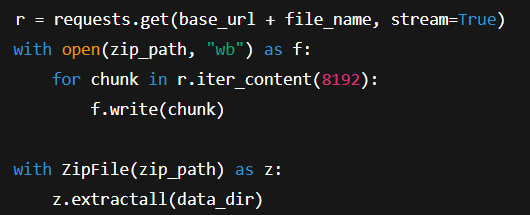 r = requests.get(base_url + file_name, stream=True)
with open(zip_path, "wb") as f:
    for chunk in r.iter_content(8192):
        f.write(chunk)

with ZipFile(zip_path) as z:
    z.extractall(data_dir)